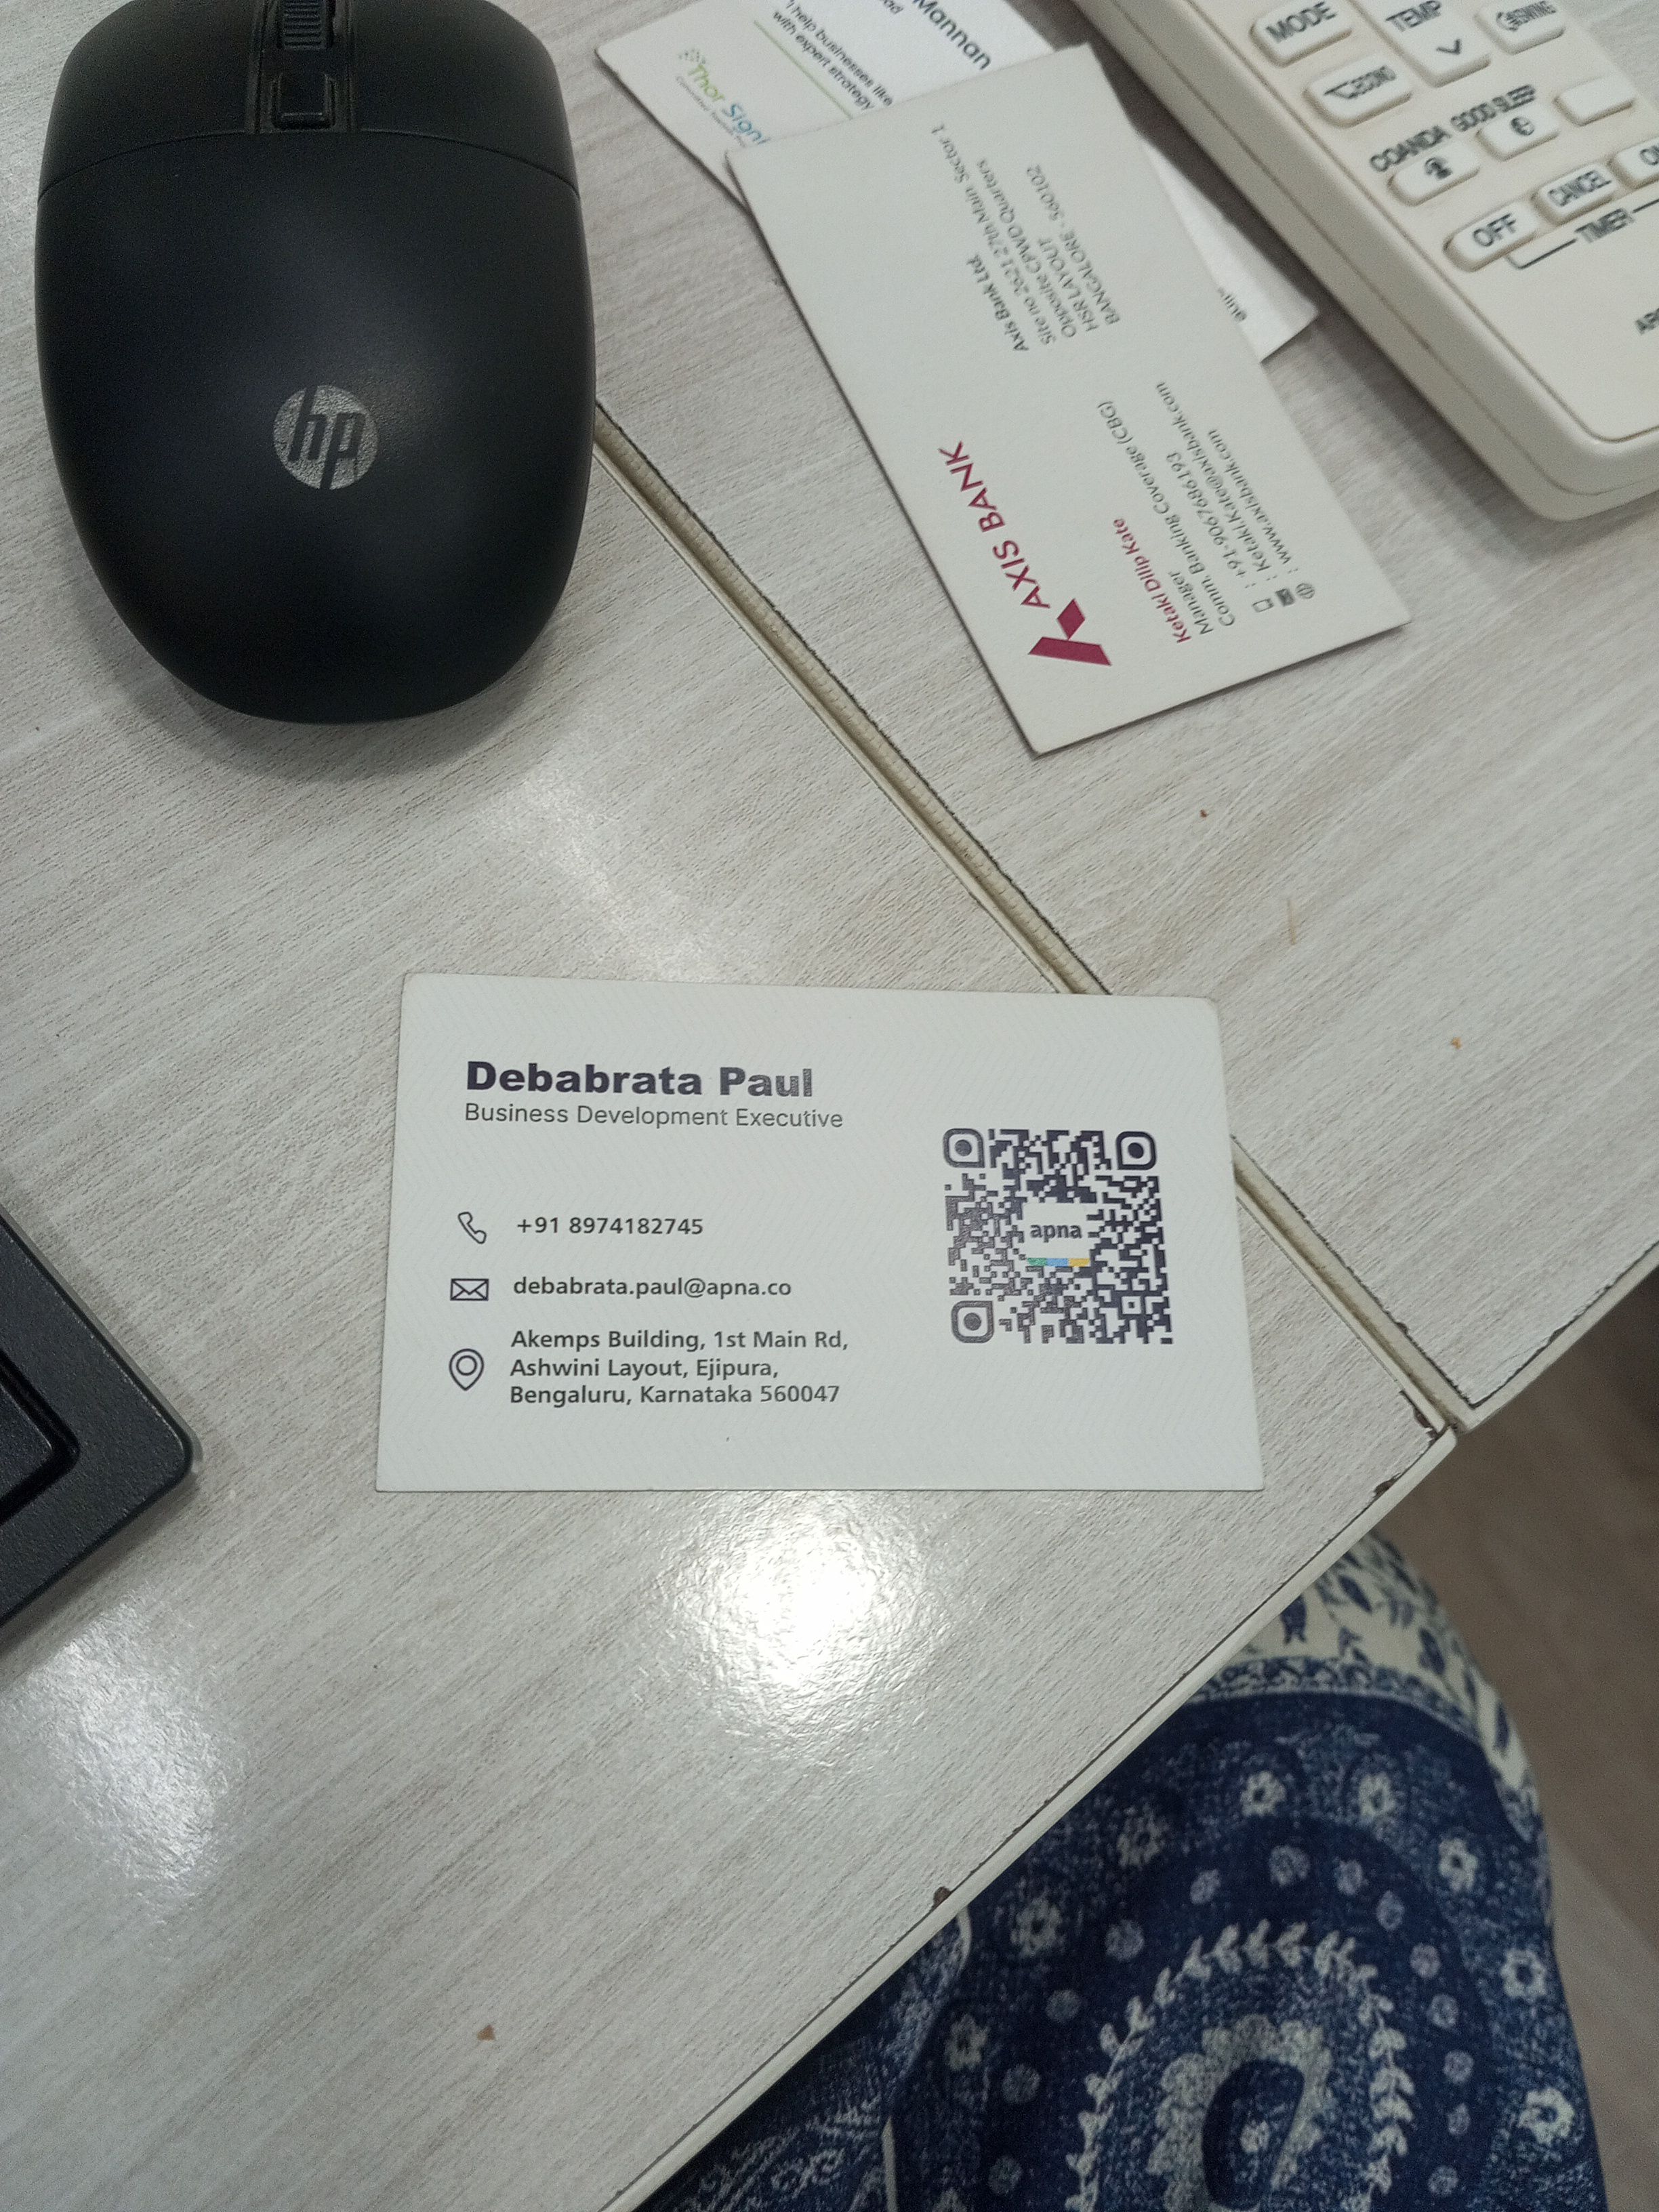 Mannan
I help businesses like
with expert strategy
Thor Signi
hp
MODE
TEMP
SWING
ECONO
COANDA
GOOD SLEEP
CANCEL
OFF
TIMER
AXIS BANK
Ketaki Dilip Kate
Manager
Comm. Banking Coverage (CBG)
: +91-9067686193
: Ketaki.Kate@axisbank.com
: www.axisbank.com
Axis Bank Ltd.
Site no 2621 27th Main Sector 1
Opposite CPWD Quarters
HSR LAYOUT
BANGALORE - 560102
Debabrata Paul
Business Development Executive
+91 8974182745
debabrata.paul@apna.co
Akemps Building, 1st Main Rd,
Ashwini Layout, Ejipura,
Bengaluru, Karnataka 560047
apna